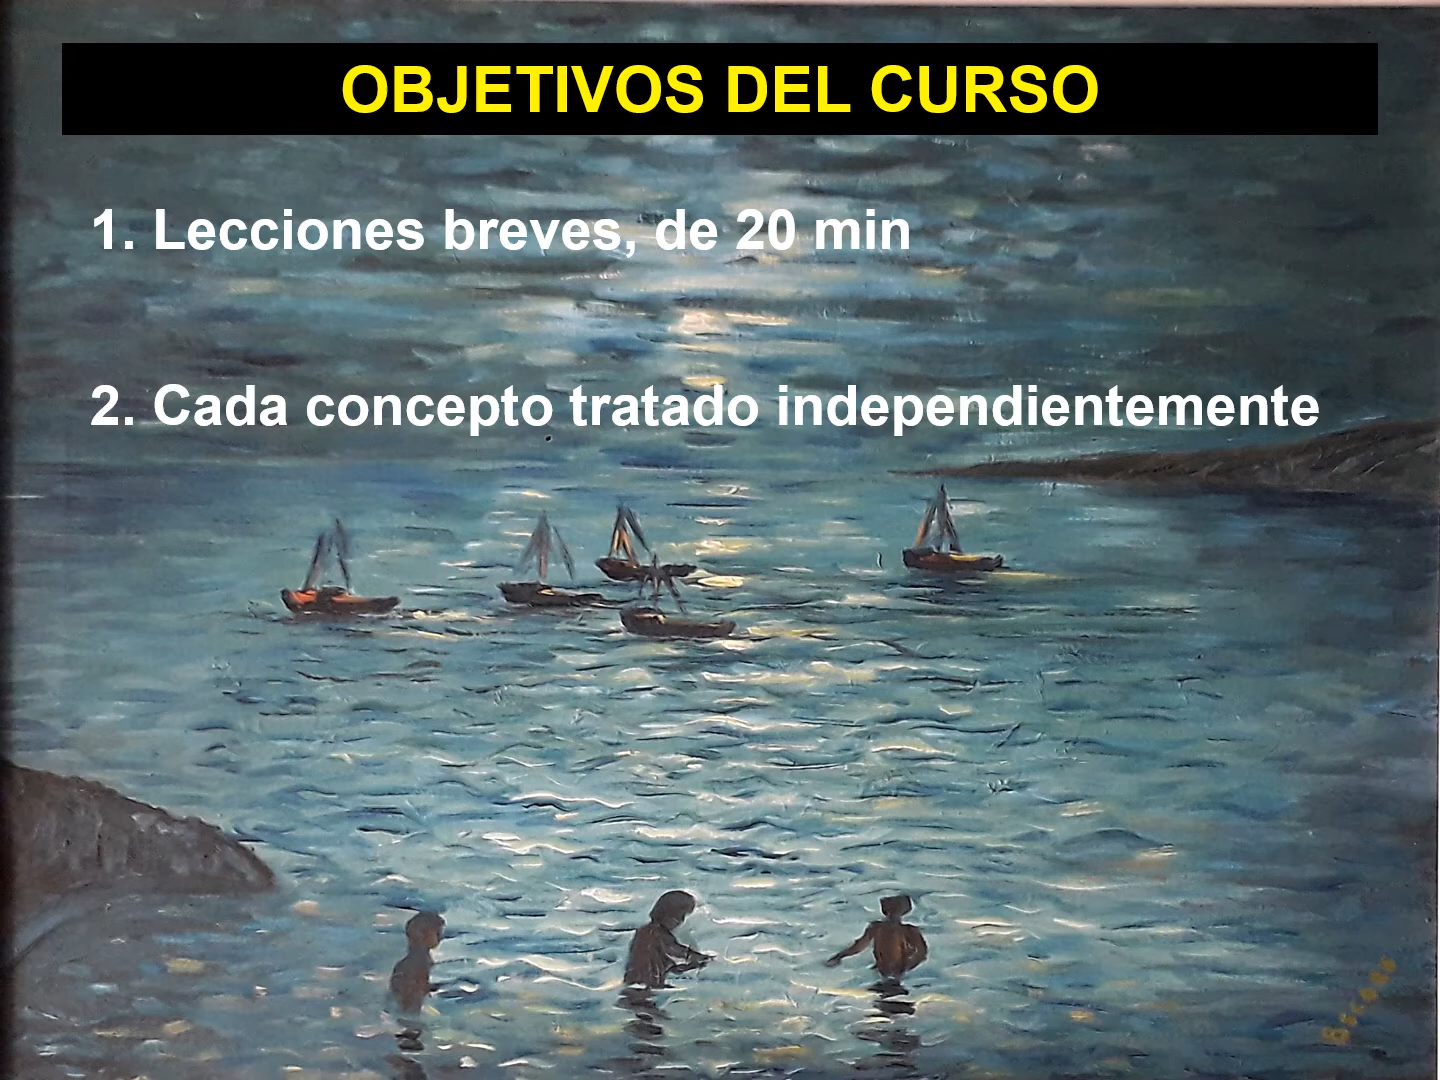 OBJETIVOS DEL CURSO
1. Lecciones breves, de 20 min
2. Cada concepto tratado independientemente